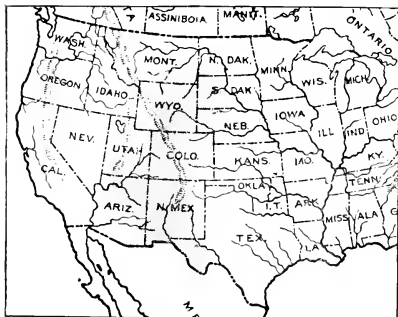 ASSINIBOIA MANIT.
ONTARIO
WASH.
MONT. N. DAK. MINN.
OREGON IDAHO S. DAK. WIS. MICH.
WYO.
NEB. IOWA
NEV. UTAH COLO. ILL. IND. OHIO
CAL. KANS. MO. KY.
OKLA. TENN.
ARIZ. N. MEX. I.T. ARK.
MISS. ALA. G
TEX. LA.
M